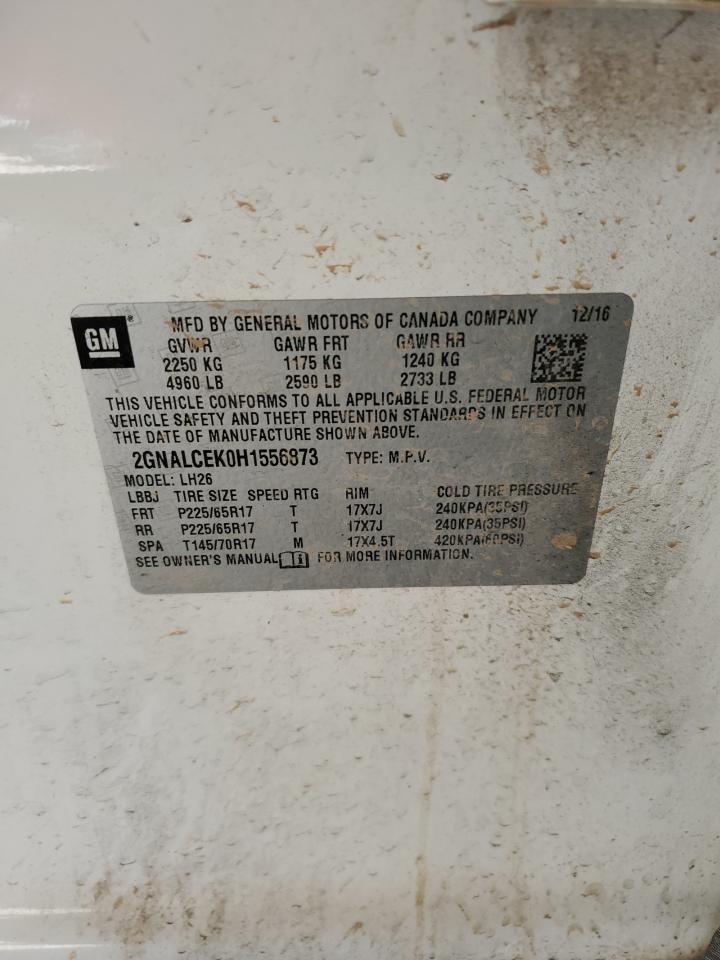 GM ® MFD BY GENERAL MOTORS OF CANADA COMPANY 12/16
GVWR GAWR FRT GAWR RR
2250 KG 1175 KG 1240 KG
4960 LB 2590 LB 2733 LB
THIS VEHICLE CONFORMS TO ALL APPLICABLE U.S. FEDERAL MOTOR
VEHICLE SAFETY AND THEFT PREVENTION STANDARDS IN EFFECT ON
THE DATE OF MANUFACTURE SHOWN ABOVE.
2GNALCEK0H1556873 TYPE: M.P.V.
MODEL: LH26
LBBJ TIRE SIZE SPEED RTG RIM COLD TIRE PRESSURE
FRT P225/65R17 T 17X7J 240KPA(35PSI)
RR P225/65R17 T 17X7J 240KPA(35PSI)
SPA T145/70R17 M 17X4.5T 420KPA(60PSI)
SEE OWNER'S MANUAL FOR MORE INFORMATION.